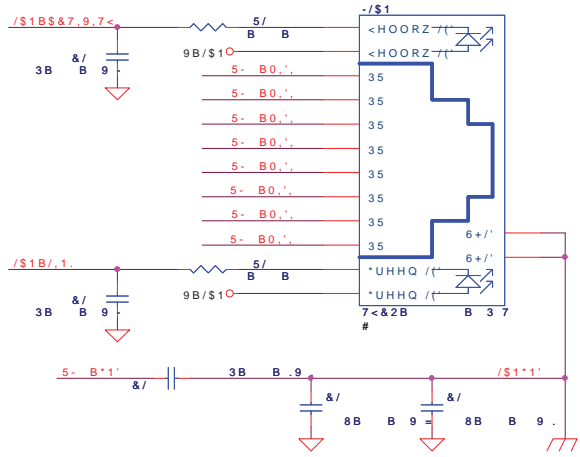 -/$1
/$1B$&7,9,7<
5/
B B
<HOORZ /('
&/
3B B 9 -
9B/$1
<HOORZ /('
5- B0,',
35
5- B0,',
35
5- B0,',
35
5- B0,',
35
5- B0,',
35
5- B0,',
35
5- B0,',
35
5- B0,',
35
6+/'
6+/'
/$1B/,1.
5/
B B
*UHHQ /('
&/
3B B 9 -
9B/$1
*UHHQ /('
7<&2B B 3 7
#
5- B*1'
&/
3B B .9
/$1*1'
&/
8B B 9 =
&/
8B B 9 .